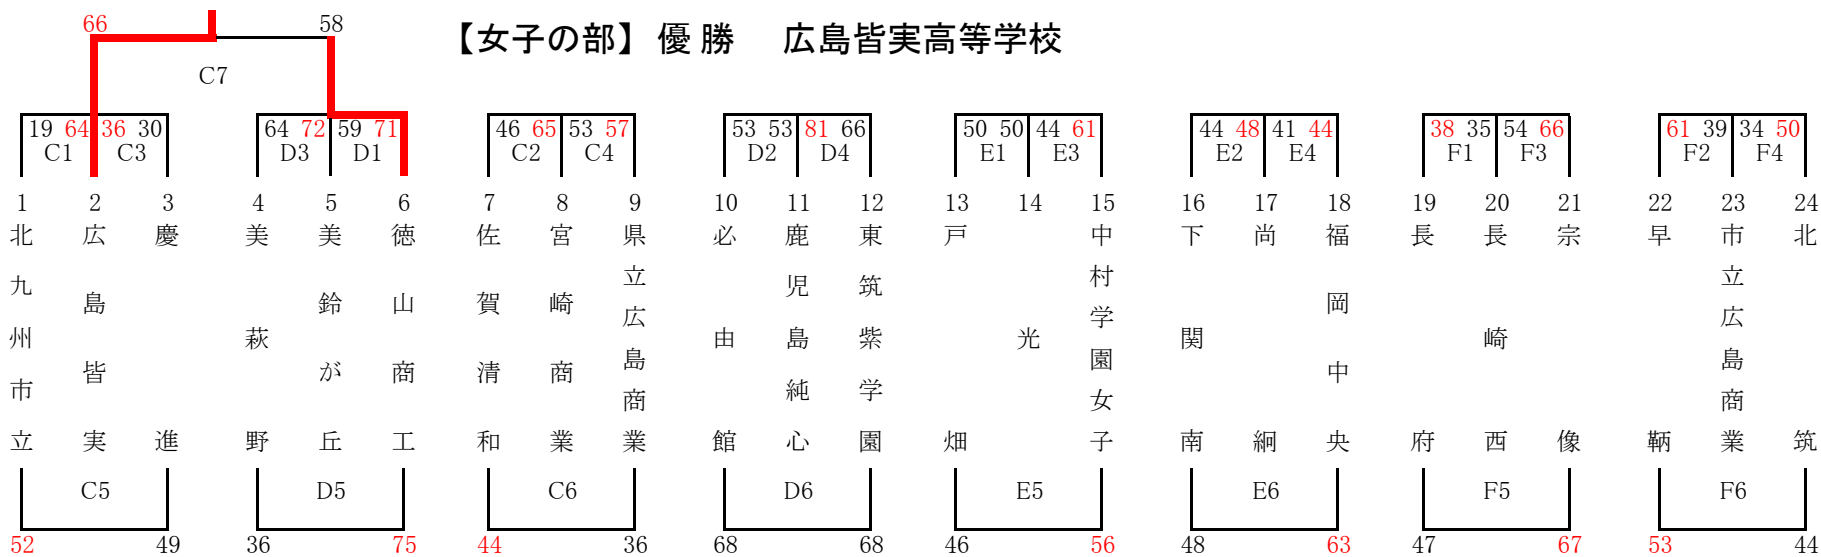 66 58 【女子の部】 優 勝　広島皆実高等学校
C7
19 64 36 30 64 72 59 71 46 65 53 57 53 53 81 66 50 50 44 61 44 48 41 44 38 35 54 66 61 39 34 50
C1 C3 D3 D1 C2 C4 D2 D4 E1 E3 E2 E4 F1 F3 F2 F4
1 2 3 4 5 6 7 8 9 10 11 12 13 14 15 16 17 18 19 20 21 22 23 24
北九州市立
広島皆実
慶進
美萩野
美鈴が丘
徳山商工
佐賀清和
宮崎商業
県立広島商業
必由館
鹿児島純心
東筑紫学園
戸畑
光
中村学園女子
下関南
尚絅
福岡中央
長府
長崎西
宗像
早鞆
市立広島商業
北筑
C5 D5 C6 D6 E5 E6 F5 F6
52 49 36 75 44 36 68 68 46 56 48 63 47 67 53 44